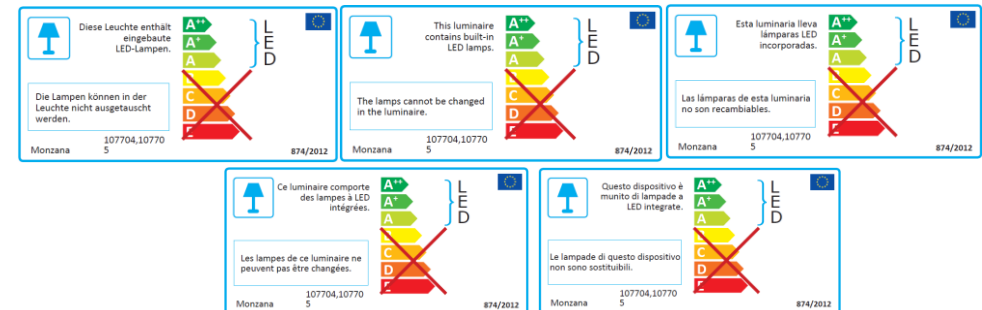 Diese Leuchte enthält
eingebaute
LED-Lampen.
A++
A+
A
C
D
E
L
E
D
Die Lampen können in der
Leuchte nicht ausgetauscht
werden.
Monzana
107704,10770
5
874/2012
This luminaire
contains built-in
LED lamps.
A++
A+
A
C
D
E
L
E
D
The lamps cannot be changed
in the luminaire.
Monzana
107704,10770
5
874/2012
Esta luminaria lleva
lámparas LED
incorporadas.
A++
A+
A
C
D
E
L
E
D
Las lámparas de esta luminaria
no son recambiables.
Monzana
107704,10770
5
874/2012
Ce luminaire comporte
des lampes à LED
intégrées.
A++
A+
A
C
D
E
L
E
D
Les lampes de ce luminaire ne
peuvent pas être changées.
Monzana
107704,10770
5
874/2012
Questo dispositivo è
munito di lampade a
LED integrate.
A++
A+
A
C
D
E
L
E
D
Le lampade di questo dispositivo
non sono sostituibili.
Monzana
107704,10770
5
874/2012